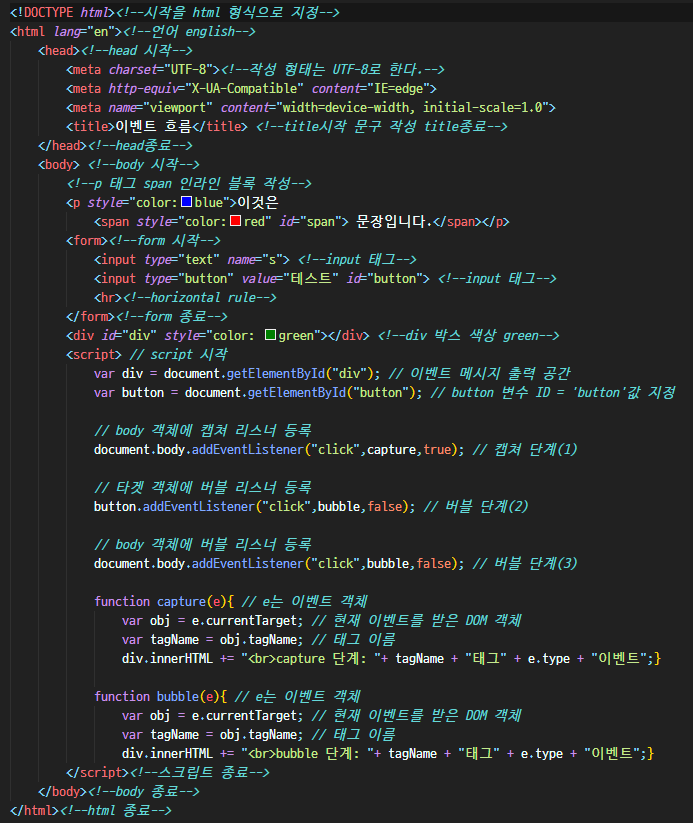 <!DOCTYPE html><!--시작을 html 형식으로 지정-->
<html lang="en"><!--언어 english-->
<head><!--head 시작-->
<meta charset="UTF-8"><!--작성 형태는 UTF-8로 한다.-->
<meta http-equiv="X-UA-Compatible" content="IE=edge">
<meta name="viewport" content="width=device-width, initial-scale=1.0">
<title>이벤트 흐름</title> <!--title시작 문구 작성 title종료-->
</head><!--head종료-->
<body> <!--body 시작-->
<!--p 태그 span 인라인 블록 작성-->
<p style="color:blue">이것은
<span style="color:red" id="span"> 문장입니다.</span></p>
<form><!--form 시작-->
<input type="text" name="s"> <!--input 태그-->
<input type="button" value="테스트" id="button"> <!--input 태그-->
<hr><!--horizontal rule-->
</form><!--form 종료-->
<div id="div" style="color: green"></div> <!--div 박스 색상 green-->
<script> // script 시작
var div = document.getElementById("div"); // 이벤트 메시지 출력 공간
var button = document.getElementById("button"); // button 변수 ID = 'button'값 지정
// body 객체에 캡쳐 리스너 등록
document.body.addEventListener("click",capture,true); // 캡쳐 단계(1)
// 타겟 객체에 버블 리스너 등록
button.addEventListener("click",bubble,false); // 버블 단계(2)
// body 객체에 버블 리스너 등록
document.body.addEventListener("click",bubble,false); // 버블 단계(3)
function capture(e){ // e는 이벤트 객체
var obj = e.currentTarget; // 현재 이벤트를 받은 DOM 객체
var tagName = obj.tagName; // 태그 이름
div.innerHTML += "<br>capture 단계: "+ tagName + "태그" + e.type + "이벤트";}
function bubble(e){ // e는 이벤트 객체
var obj = e.currentTarget; // 현재 이벤트를 받은 DOM 객체
var tagName = obj.tagName; // 태그 이름
div.innerHTML += "<br>bubble 단계: "+ tagName + "태그" + e.type + "이벤트";}
</script><!--스크립트 종료-->
</body><!--body 종료-->
</html><!--html 종료-->